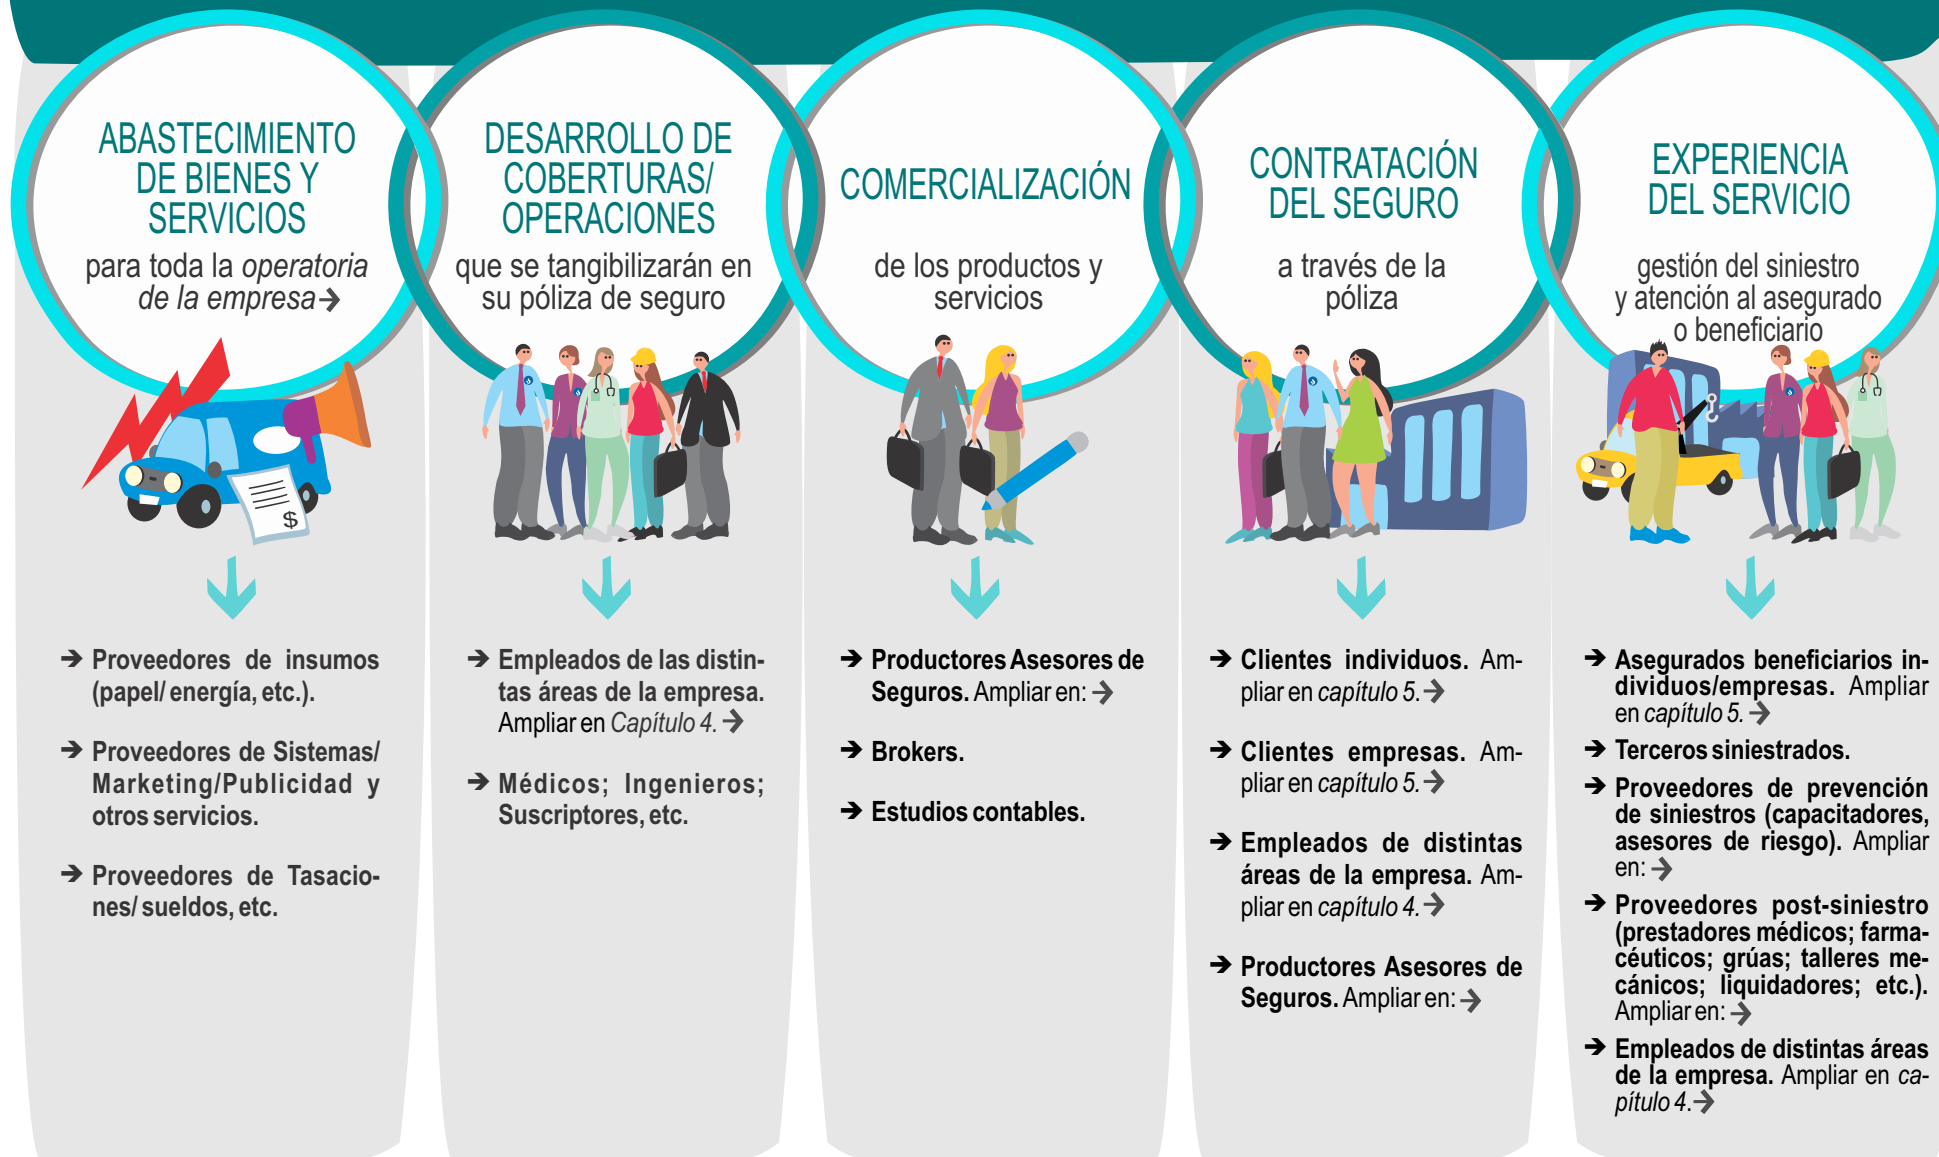 ABASTECIMIENTO
DE BIENES Y
SERVICIOS
para toda la operatoria
de la empresa
$
Proveedores de insumos
(papel/ energía, etc.).
Proveedores de Sistemas/
Marketing/Publicidad y
otros servicios.
Proveedores de Tasacio-
nes/ sueldos, etc.
DESARROLLO DE
COBERTURAS/
OPERACIONES
que se tangibilizarán en
su póliza de seguro
Empleados de las distin-
tas áreas de la empresa.
Ampliar en Capítulo 4.
Médicos; Ingenieros;
Suscriptores, etc.
COMERCIALIZACIÓN
de los productos y
servicios
Productores Asesores de
Seguros. Ampliar en:
Brokers.
Estudios contables.
CONTRATACIÓN
DEL SEGURO
a través de la
póliza
Clientes individuos. Am-
pliar en capítulo 5.
Clientes empresas. Am-
pliar en capítulo 5.
Empleados de distintas
áreas de la empresa. Am-
pliar en capítulo 4.
Productores Asesores de
Seguros. Ampliar en:
EXPERIENCIA
DEL SERVICIO
gestión del siniestro
y atención al asegurado
o beneficiario
Asegurados beneficiarios in-
dividuos/empresas. Ampliar
en capítulo 5.
Terceros siniestrados.
Proveedores de prevención
de siniestros (capacitadores,
asesores de riesgo). Ampliar
en:
Proveedores post-siniestro
(prestadores médicos; farma-
céuticos; grúas; talleres me-
cánicos; liquidadores; etc.).
Ampliar en:
Empleados de distintas áreas
de la empresa. Ampliar en ca-
pítulo 4.